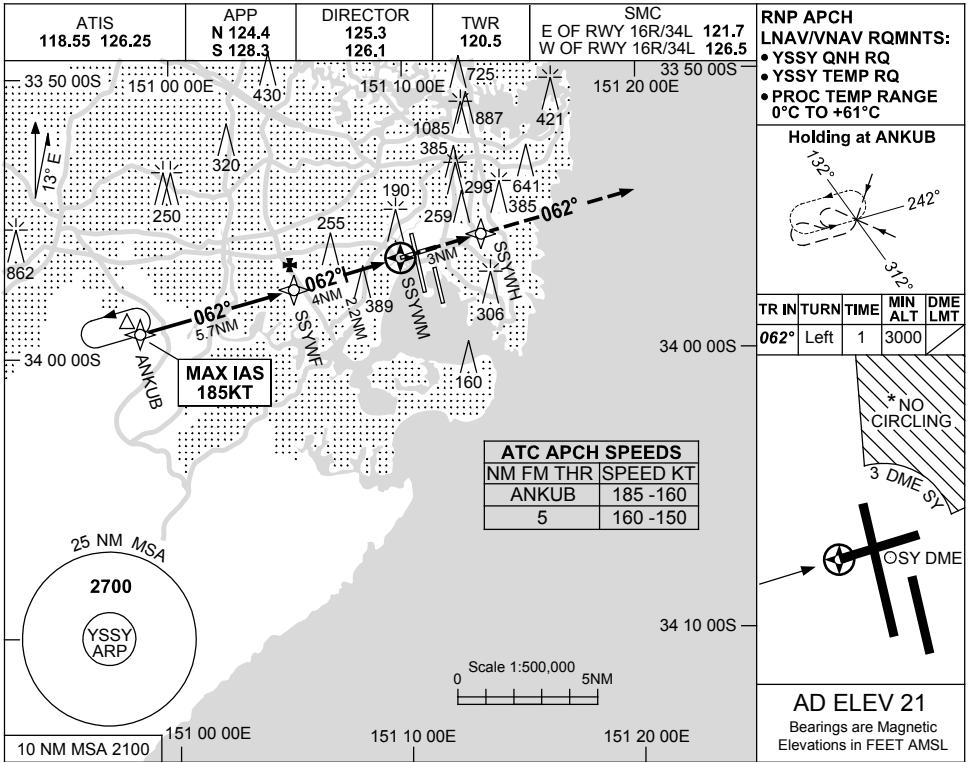 ATIS
118.55 126.25
APP
N 124.4
S 128.3
DIRECTOR
125.3
126.1
TWR
120.5
SMC
E OF RWY 16R/34L 121.7
W OF RWY 16R/34L 126.5
RNP APCH
LNAV/VNAV RQMNTS:
• YSSY QNH RQ
• YSSY TEMP RQ
• PROC TEMP RANGE
0°C TO +61°C
33 50 00S
151 00 00E
151 10 00E
151 20 00E
33 50 00S
430
725
887
1085
421
320
385
13° E
250
190
299
641
385
259
255
862
062°
062°
4NM
062°
5.7NM
2.2NM
389
3NM
306
SSYWH
SSYWM
SSYWF
ANKUB
34 00 00S
34 00 00S
MAX IAS
185KT
160
ATC APCH SPEEDS
NM FM THR SPEED KT
ANKUB 185 -160
5 160 -150
25 NM MSA
2700
YSSY
ARP
34 10 00S
Scale 1:500,000
0 5NM
151 00 00E
151 10 00E
151 20 00E
10 NM MSA 2100
Holding at ANKUB
132°
242°
312°
TR IN TURN TIME MIN ALT DME LMT
062° Left 1 3000
* NO
CIRCLING
3 DME SY
SY DME
AD ELEV 21
Bearings are Magnetic
Elevations in FEET AMSL